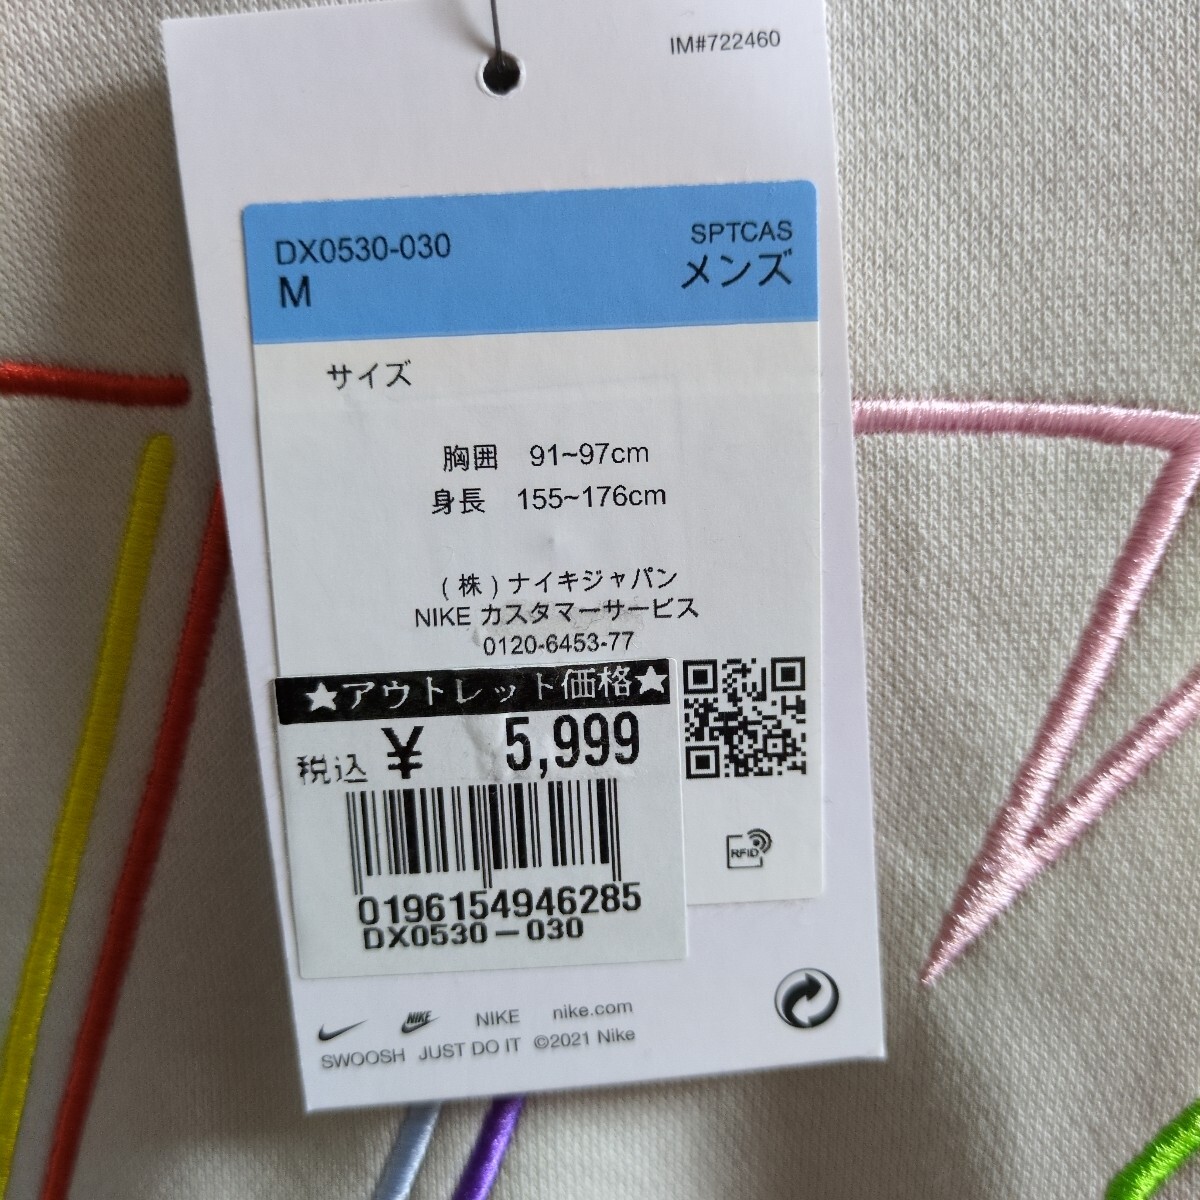 IM#722460
DX0530-030
SPTCAS
M
メンズ
サイズ
胸囲 91~97cm
身長 155~176cm
(株)ナイキジャパン
NIKE カスタマーサービス
0120-6453-77
★アウトレット価格★
税込 ¥ 5,999
0196154946285
DX0530-030
RFID
NIKE NIKE nike.com
SWOOSH JUST DO IT ©2021 Nike